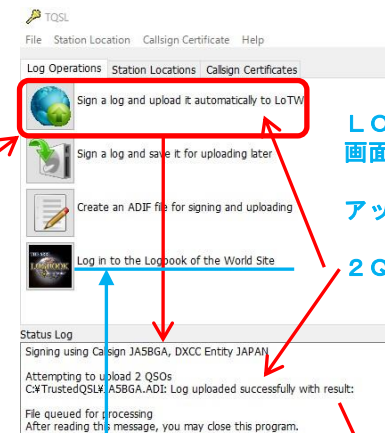 TQSL
File Station Location Callsign Certificate Help
Log Operations Station Locations Callsign Certificates
Sign a log and upload it automatically to LoTW
Sign a log and save it for uploading later
Create an ADIF file for signing and uploading
LOGBOOK
Log in to the Logbook of the World Site
ＬＯ
画面
アッ
２Ｑ
Status Log
Signing using Callsign JA5BGA, DXCC Entity JAPAN
Attempting to upload 2 QSOs
C:¥TrustedQSL¥JA5BGA.ADI: Log uploaded successfully with result:
File queued for processing
After reading this message, you may close this program.